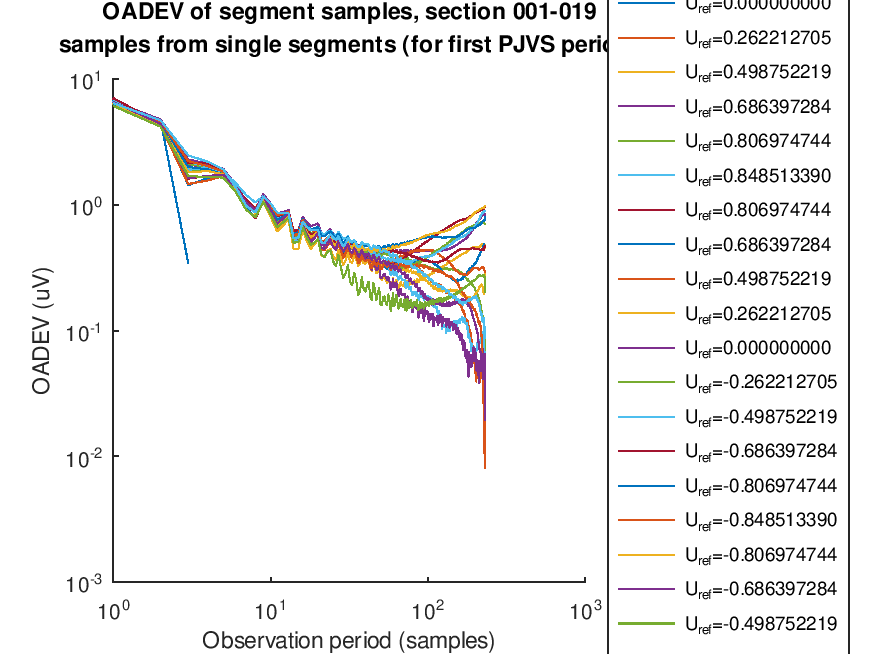 OADEV of segment samples, section 001-019
samples from single segments (for first PJVS perio
10^1
10^0
10^-1
10^-2
10^-3
10^0
10^1
10^2
10^3
OADEV (uV)
Observation period (samples)
U_ref=0.000000000
U_ref=0.262212705
U_ref=0.498752219
U_ref=0.686397284
U_ref=0.806974744
U_ref=0.848513390
U_ref=0.806974744
U_ref=0.686397284
U_ref=0.498752219
U_ref=0.262212705
U_ref=0.000000000
U_ref=-0.262212705
U_ref=-0.498752219
U_ref=-0.686397284
U_ref=-0.806974744
U_ref=-0.848513390
U_ref=-0.806974744
U_ref=-0.686397284
U_ref=-0.498752219